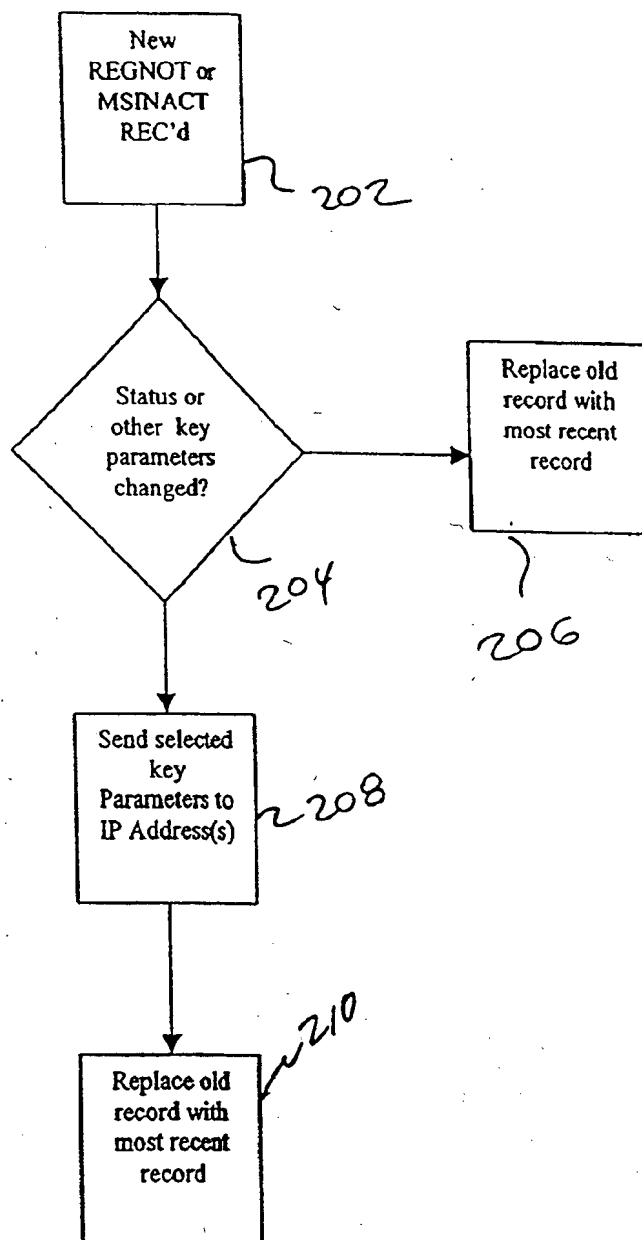 New
REGNOT or
MSINACT
REC'd
202
Status or
other key
parameters
changed?
204
Replace old
record with
most recent
record
206
Send selected
key
Parameters to
IP Address(s)
208
Replace old
record with
most recent
record
210